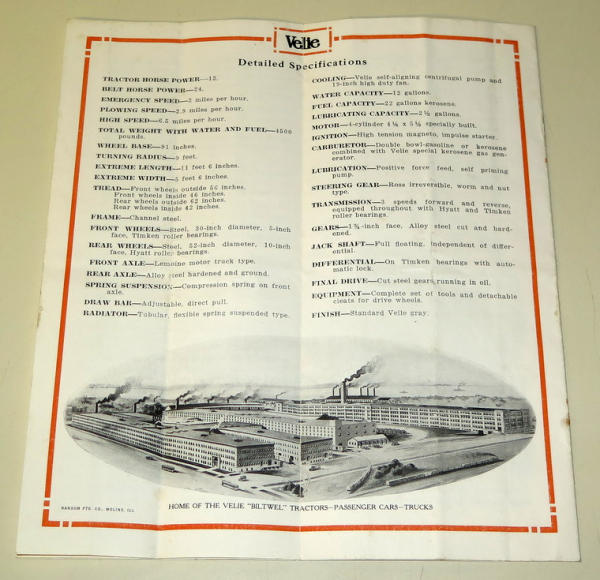 Velie
Detailed Specifications
TRACTOR HORSE POWER—12.
BELT HORSE POWER—24.
EMERGENCY SPEED—2 miles per hour.
PLOWING SPEED—2.9 miles per hour.
HIGH SPEED—6.5 miles per hour.
TOTAL WEIGHT WITH WATER AND FUEL—4500
pounds.
WHEEL BASE—91 inches.
TURNING RADIUS—9 feet.
EXTREME LENGTH—11 feet 6 inches.
EXTREME WIDTH—5 feet 6 inches.
TREAD—Front wheels outside 56 inches,
Front wheels inside 46 inches.
Rear wheels outside 62 inches.
Rear wheels inside 42 inches.
FRAME—Channel steel.
FRONT WHEELS—Steel, 30-inch diameter, 5-inch
face, Timken roller bearings.
REAR WHEELS—Steel, 52-inch diameter, 10-inch
face, Hyatt roller bearings.
FRONT AXLE—Lemoine motor truck type.
REAR AXLE—Alloy steel hardened and ground.
SPRING SUSPENSION—Compression spring on front
axle.
DRAW BAR—Adjustable, direct pull.
RADIATOR—Tubular, flexible spring suspended type.
COOLING—Velie self-aligning centrifugal pump and
19-inch high duty fan.
WATER CAPACITY—12 gallons.
FUEL CAPACITY—22 gallons kerosene.
LUBRICATING CAPACITY—2½ gallons.
MOTOR—4-cylinder 4⅛ x 5½ specially built.
IGNITION—High tension magneto, impulse starter.
CARBURETOR—Double bowl-gasoline or kerosene
combined with Velie special kerosene gas gen-
erator.
LUBRICATION—Positive force feed, self priming
pump.
STEERING GEAR—Ross irreversible, worm and nut
type.
TRANSMISSION—3 speeds forward and reverse,
equipped throughout with Hyatt and Timken
roller bearings.
GEARS—1¾-inch face, Alloy steel cut and hard-
ened.
JACK SHAFT—Full floating, independent of differ-
ential.
DIFFERENTIAL—On Timken bearings with auto-
matic lock.
FINAL DRIVE—Cut steel gears running in oil.
EQUIPMENT—Complete set of tools and detachable
cleats for drive wheels.
FINISH—Standard Velie gray.
RANSOM PTG. CO., MOLINE, ILL.
HOME OF THE VELIE "BILTWEL" TRACTORS—PASSENGER CARS—TRUCKS